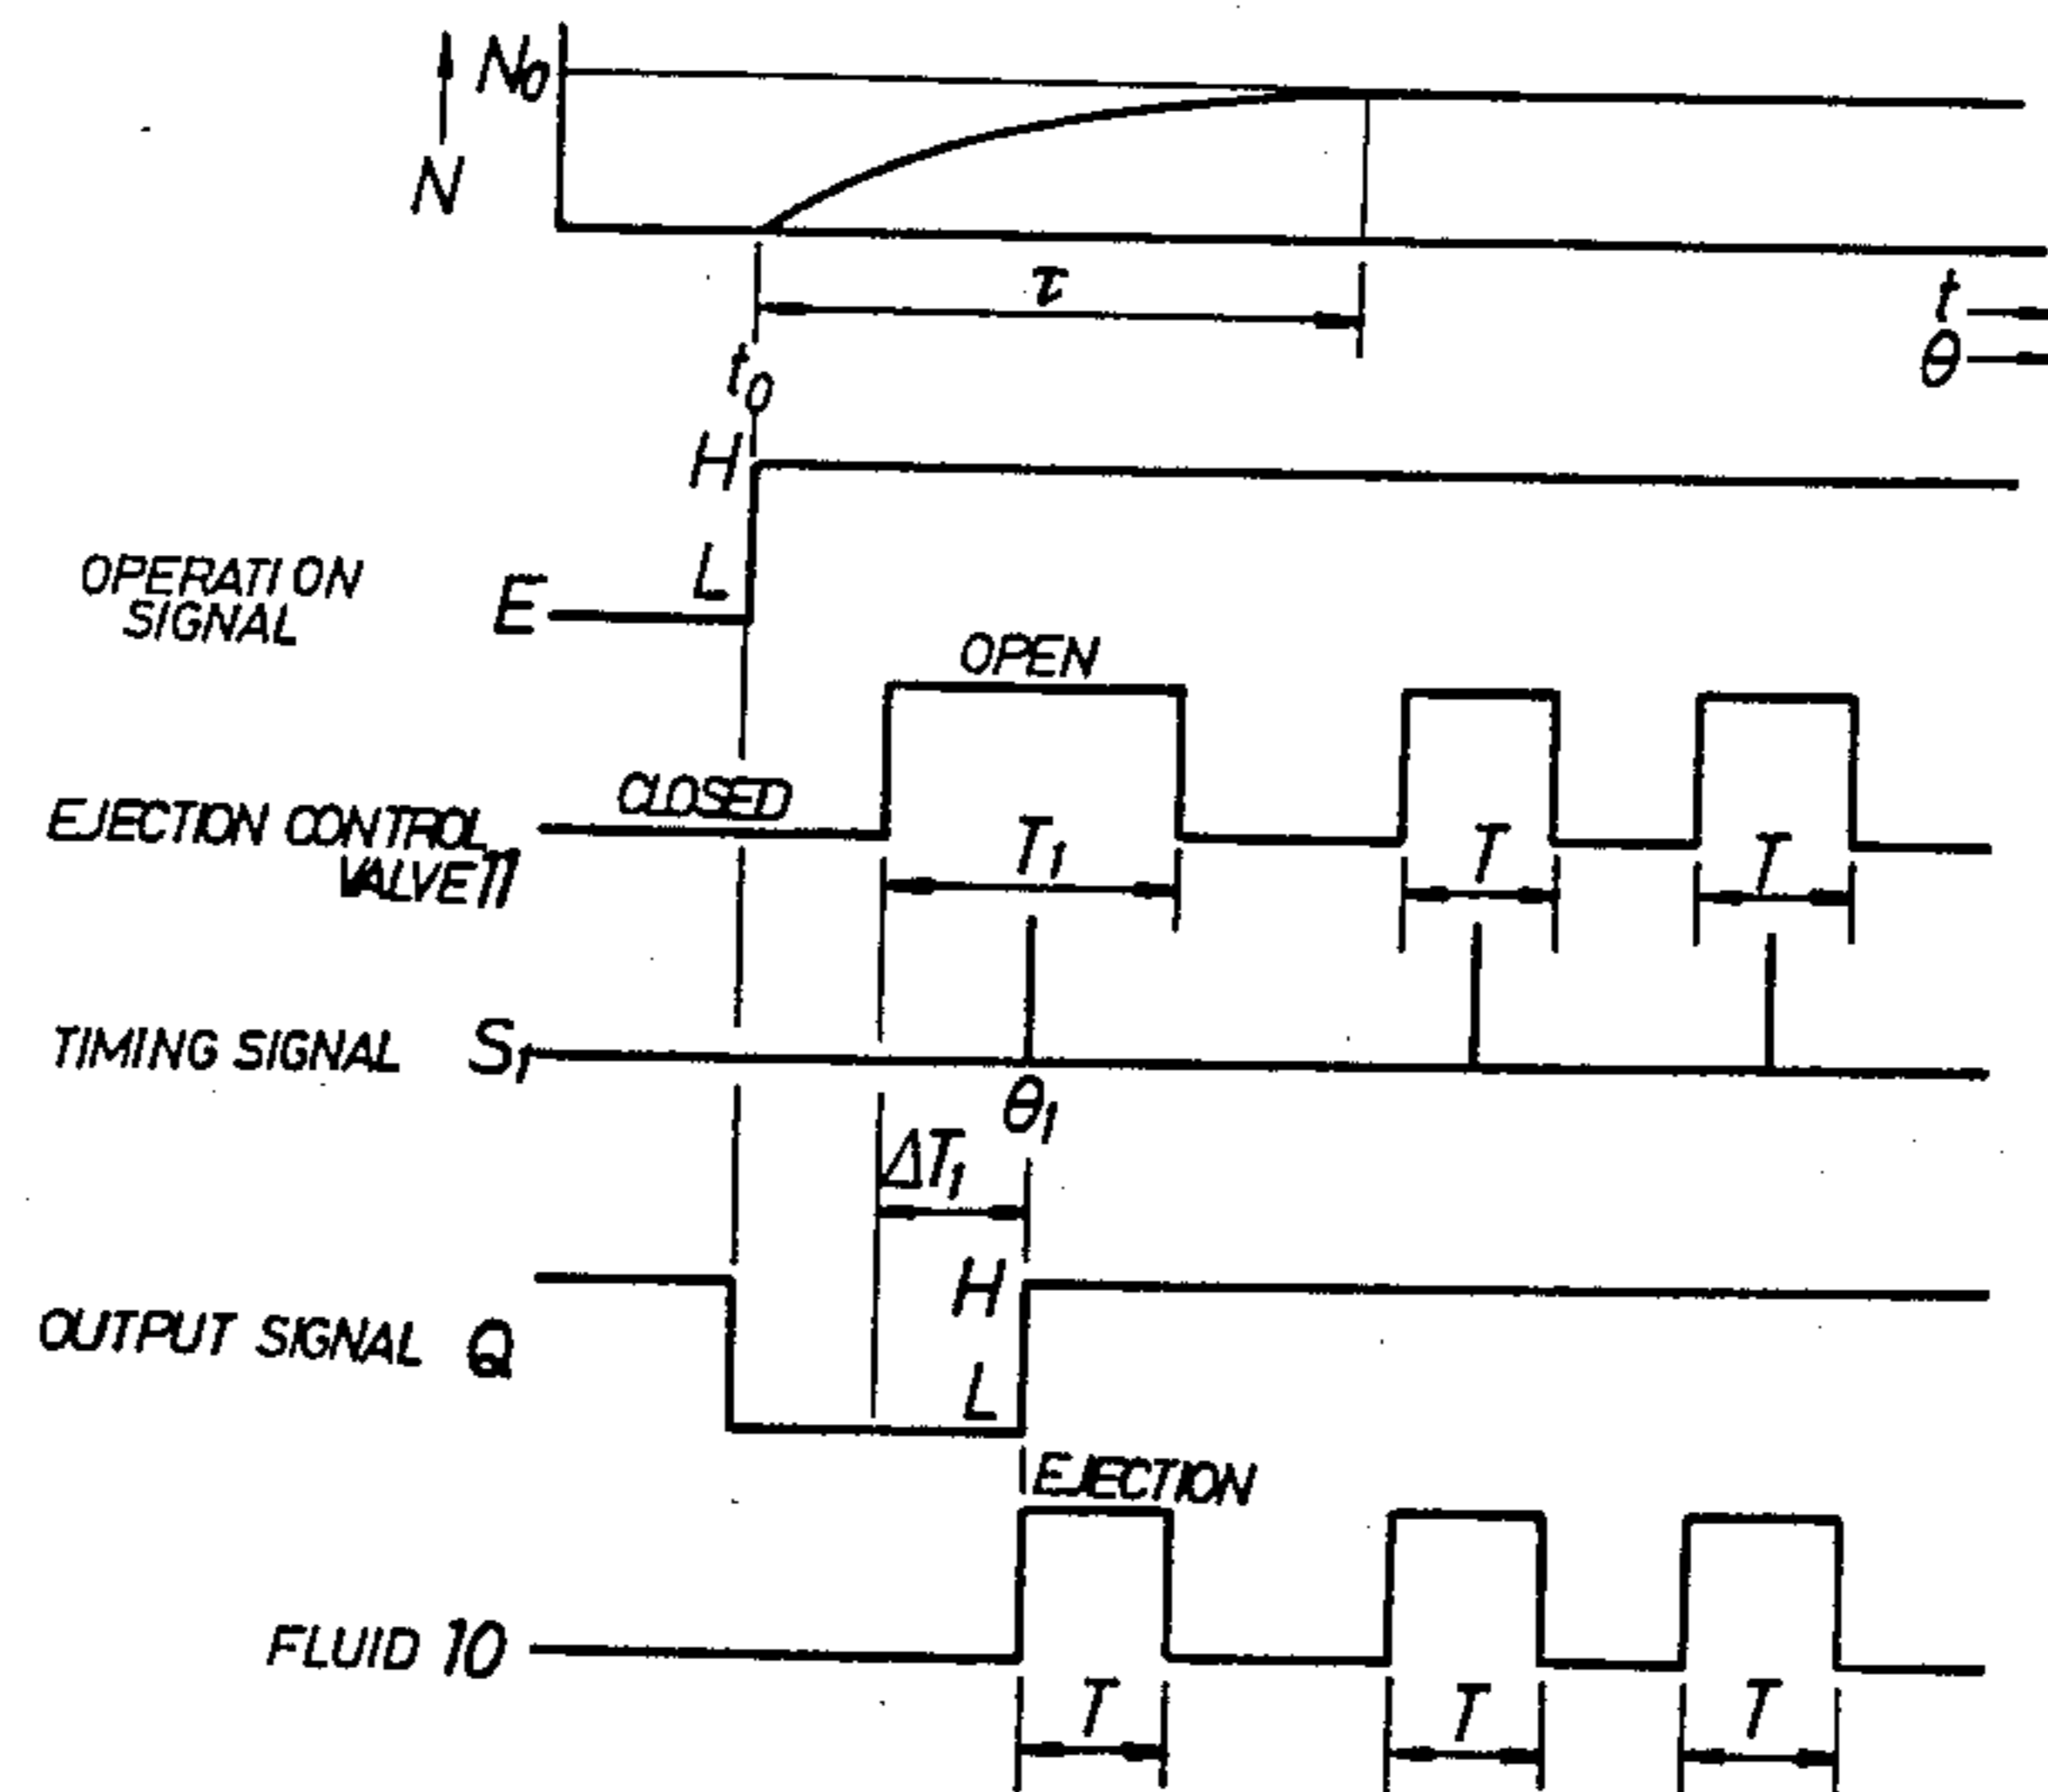 N₀
N
τ
t
θ
t₀
H
L
OPERATION
SIGNAL E
OPEN
CLOSED
EJECTION CONTROL
VALVE 11
T₁
T
T
TIMING SIGNAL S₁
θ₁
ΔT₁
H
L
OUTPUT SIGNAL Q
EJECTION
FLUID 10
T
T
T